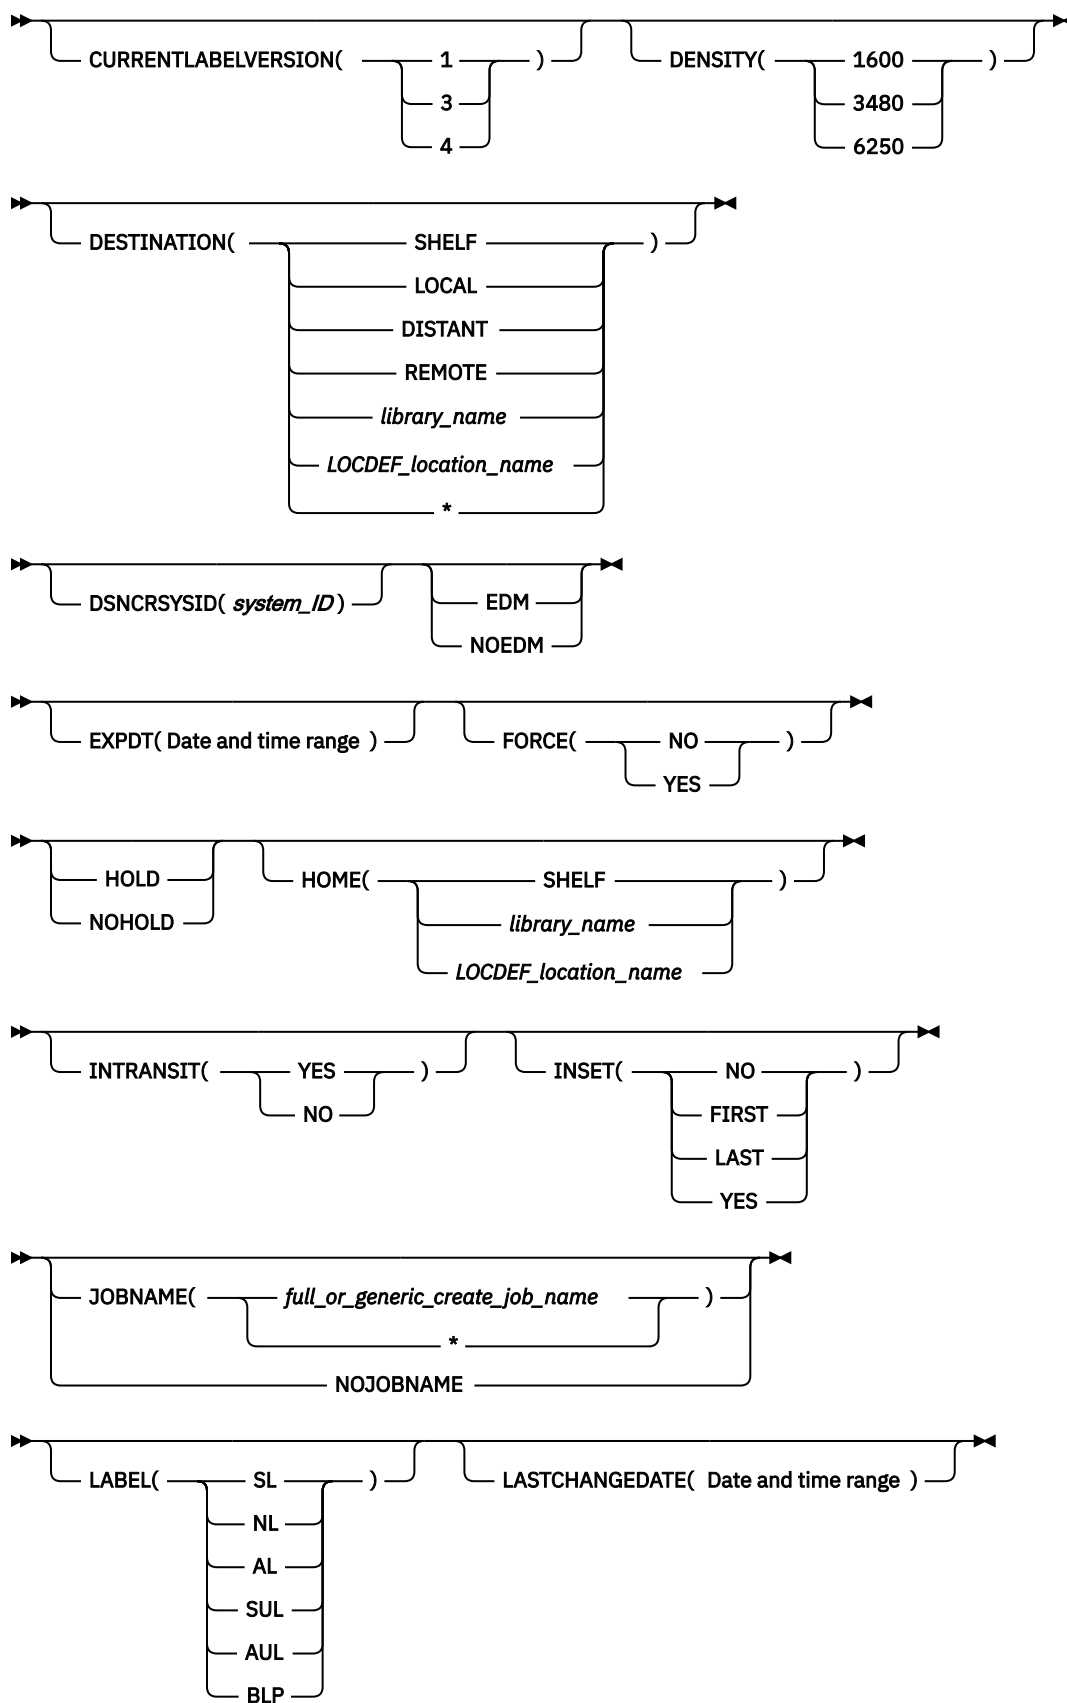 CURRENTLABELVERSION( 1 ) DENSITY( 1600 )
3 3480
4 6250
DESTINATION( SHELF )
LOCAL
DISTANT
REMOTE
library_name
LOCDEF_location_name
*
DSNCRSYSID( system_ID ) EDM
NOEDM
EXPDT( Date and time range ) FORCE( NO )
YES
HOLD HOME( SHELF )
NOHOLD library_name
LOCDEF_location_name
INTRANSIT( YES ) INSET( NO )
NO FIRST
LAST
YES
JOBNAME( full_or_generic_create_job_name )
*
NOJOBNAME
LABEL( SL ) LASTCHANGEDATE( Date and time range )
NL
AL
SUL
AUL
BLP